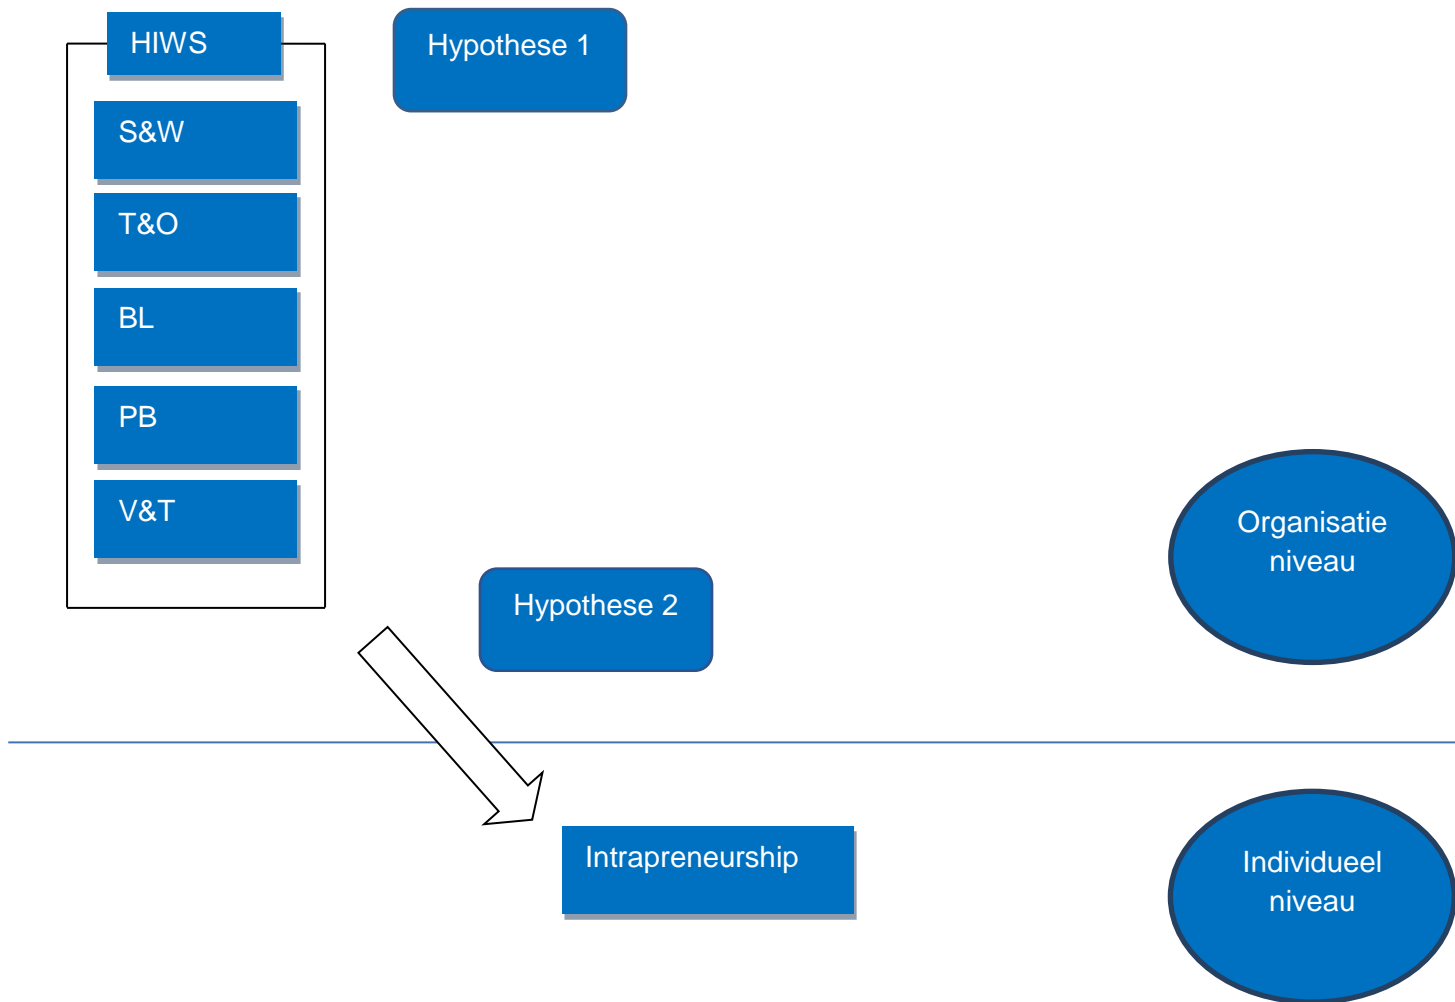 HIWS
Hypothese 1
S&W
T&O
BL
PB
V&T
Organisatie
niveau
Hypothese 2
Intrapreneurship
Individueel
niveau